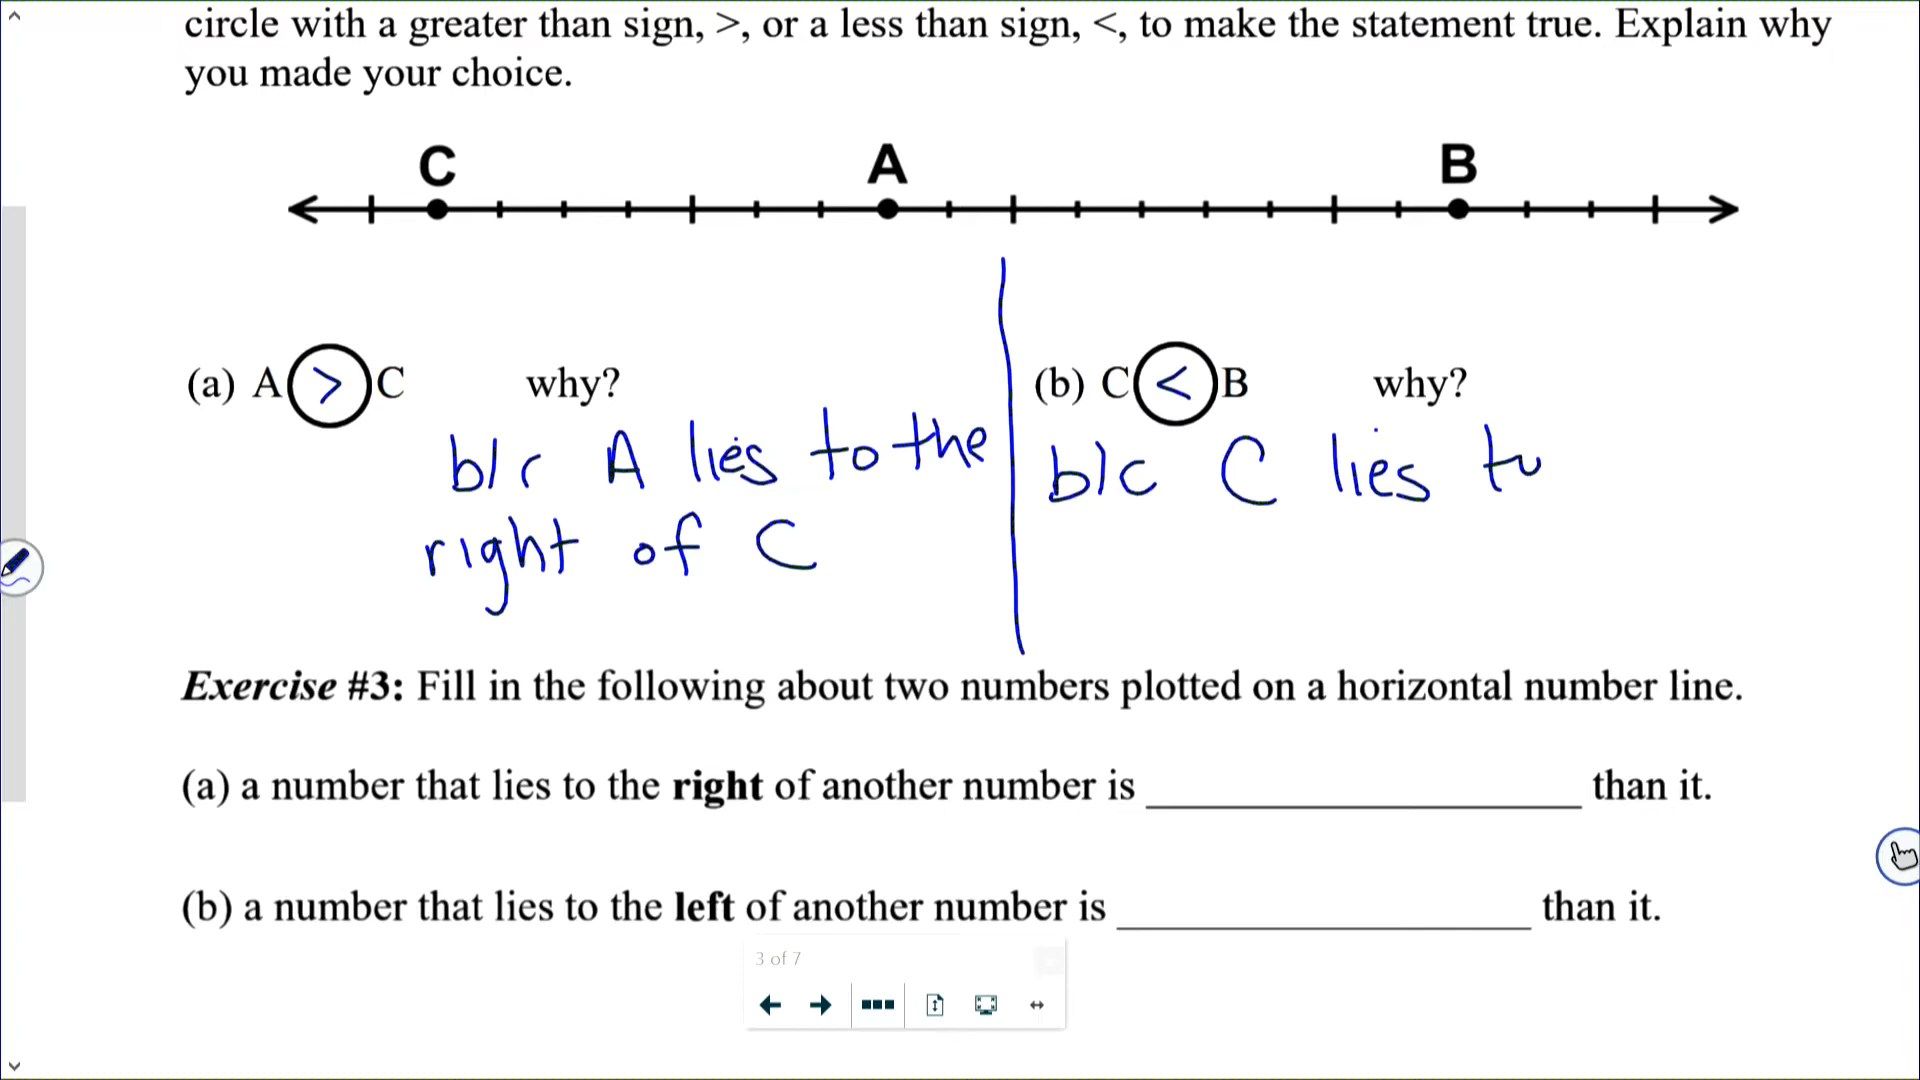 circle with a greater than sign, >, or a less than sign, <, to make the statement true. Explain why
you made your choice.
C A B
(a) A > C why?
b/c A lies to the
right of C
(b) C < B why?
b/c C lies to
Exercise #3: Fill in the following about two numbers plotted on a horizontal number line.
(a) a number that lies to the right of another number is ____________________ than it.
(b) a number that lies to the left of another number is ____________________ than it.
3 of 7